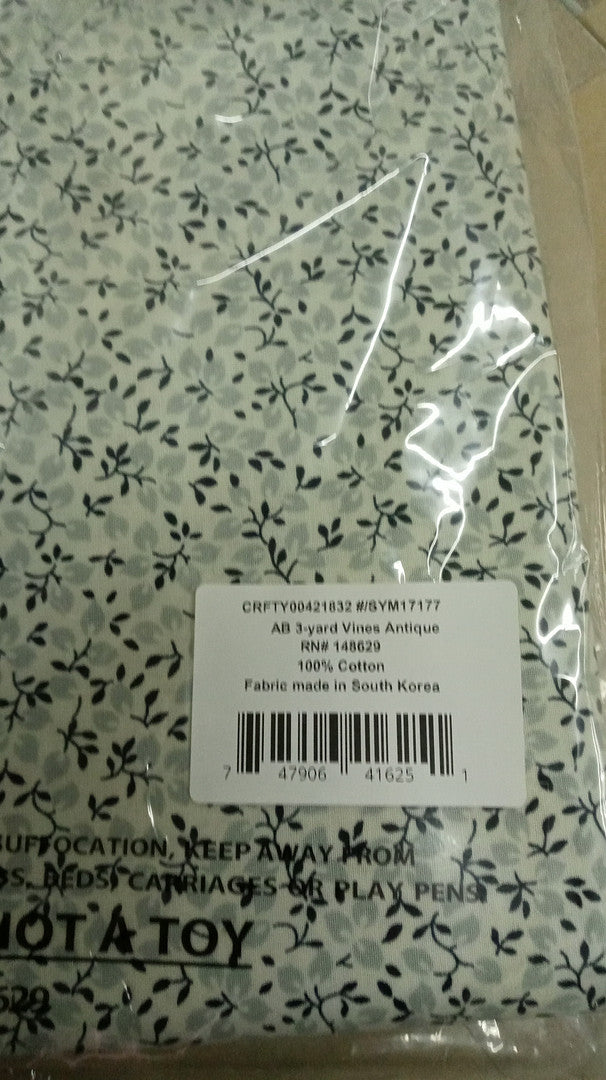 CRFTY00421832 #/SYM17177
AB 3-yard Vines Antique
RN# 148629
100% Cotton
Fabric made in South Korea
7 47906 41625 1
SUFFOCATION, KEEP AWAY FROM
BEDS, CARRIAGES OR PLAY PENS.
A TOY